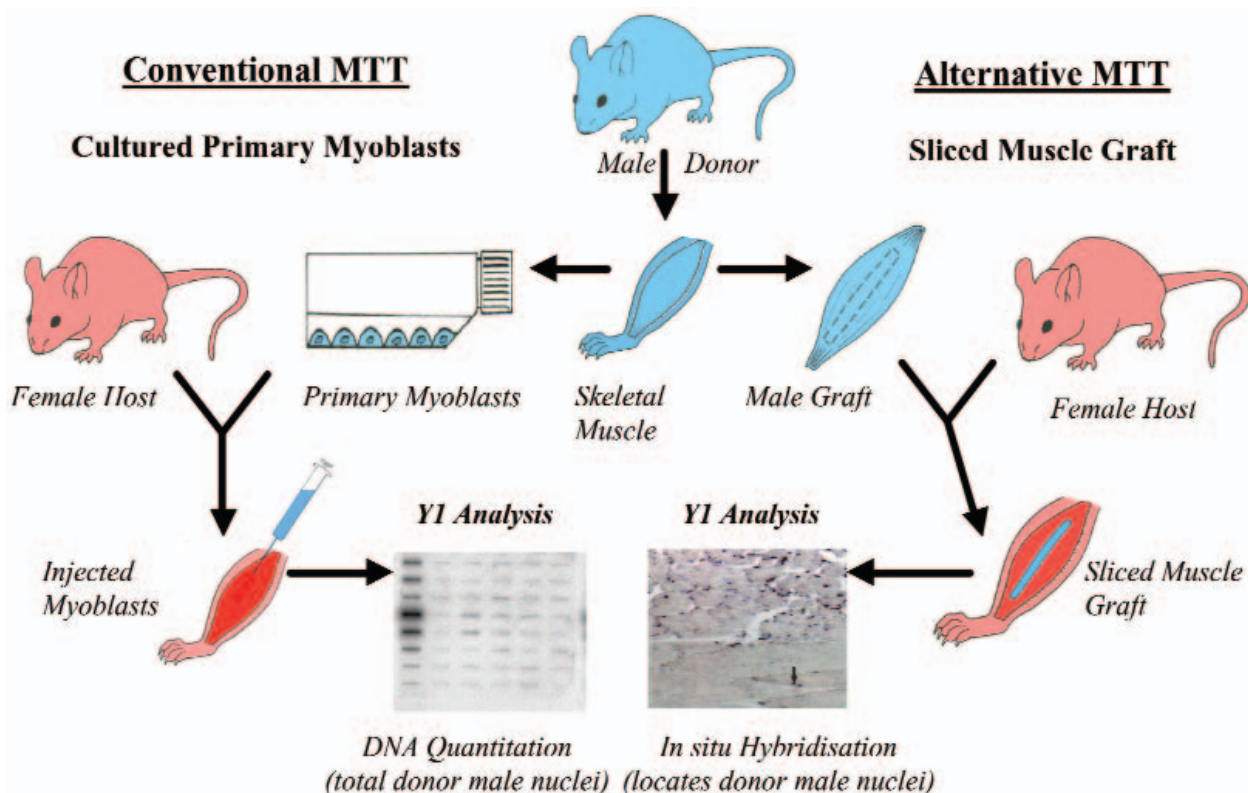 Conventional MTT
Cultured Primary Myoblasts
Male Donor
Alternative MTT
Sliced Muscle Graft
Female Host
Primary Myoblasts
Skeletal
Muscle
Male Graft
Female Host
Injected
Myoblasts
Y1 Analysis
Y1 Analysis
Sliced Muscle
Graft
DNA Quantitation
(total donor male nuclei)
In situ Hybridisation
(locates donor male nuclei)